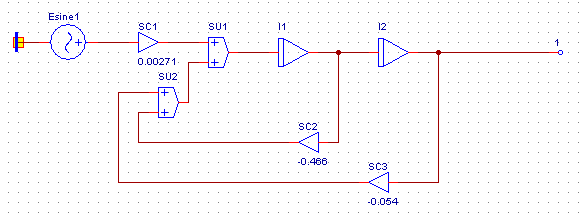 Esine1
SC1
SU1
I1
I2
1
+
+
+
0.00271
SU2
+
+
SC2
-0.466
SC3
-0.054